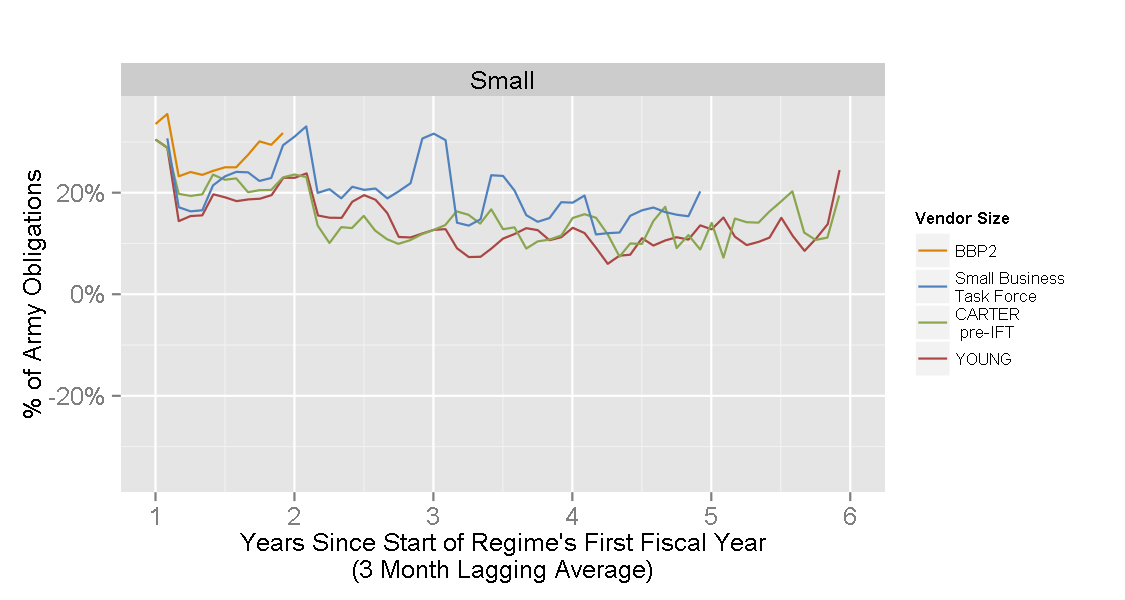 Small
% of Army Obligations
20%
0%
-20%
1 2 3 4 5 6
Years Since Start of Regime's First Fiscal Year
(3 Month Lagging Average)
Vendor Size
BBP2
Small Business
Task Force
CARTER
pre-IFT
YOUNG